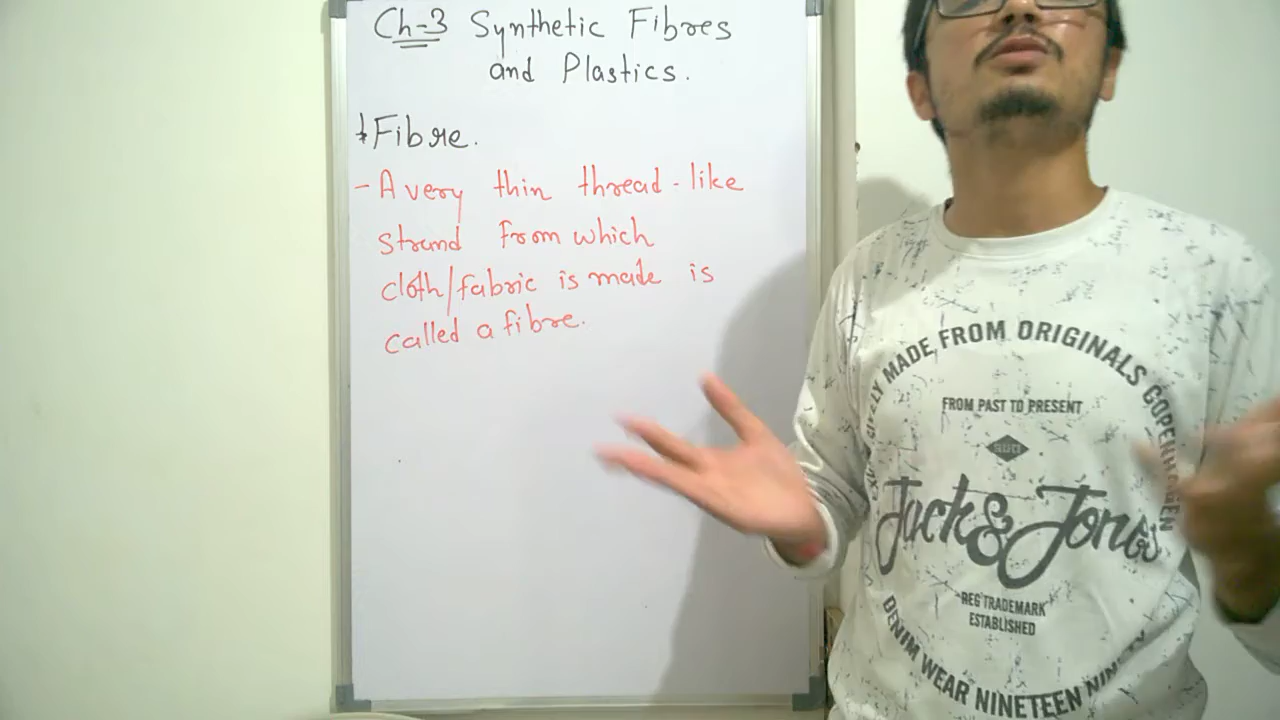 Ch-3 Synthetic Fibres
and Plastics.
Fibre.
- A very thin thread-like
strand from which
cloth/fabric is made is
called a fibre.
MADE FROM ORIGINALS COPENHAGEN
FROM PAST TO PRESENT
Jack & Jones
REG TRADEMARK
ESTABLISHED
DENIM WEAR NINETEEN